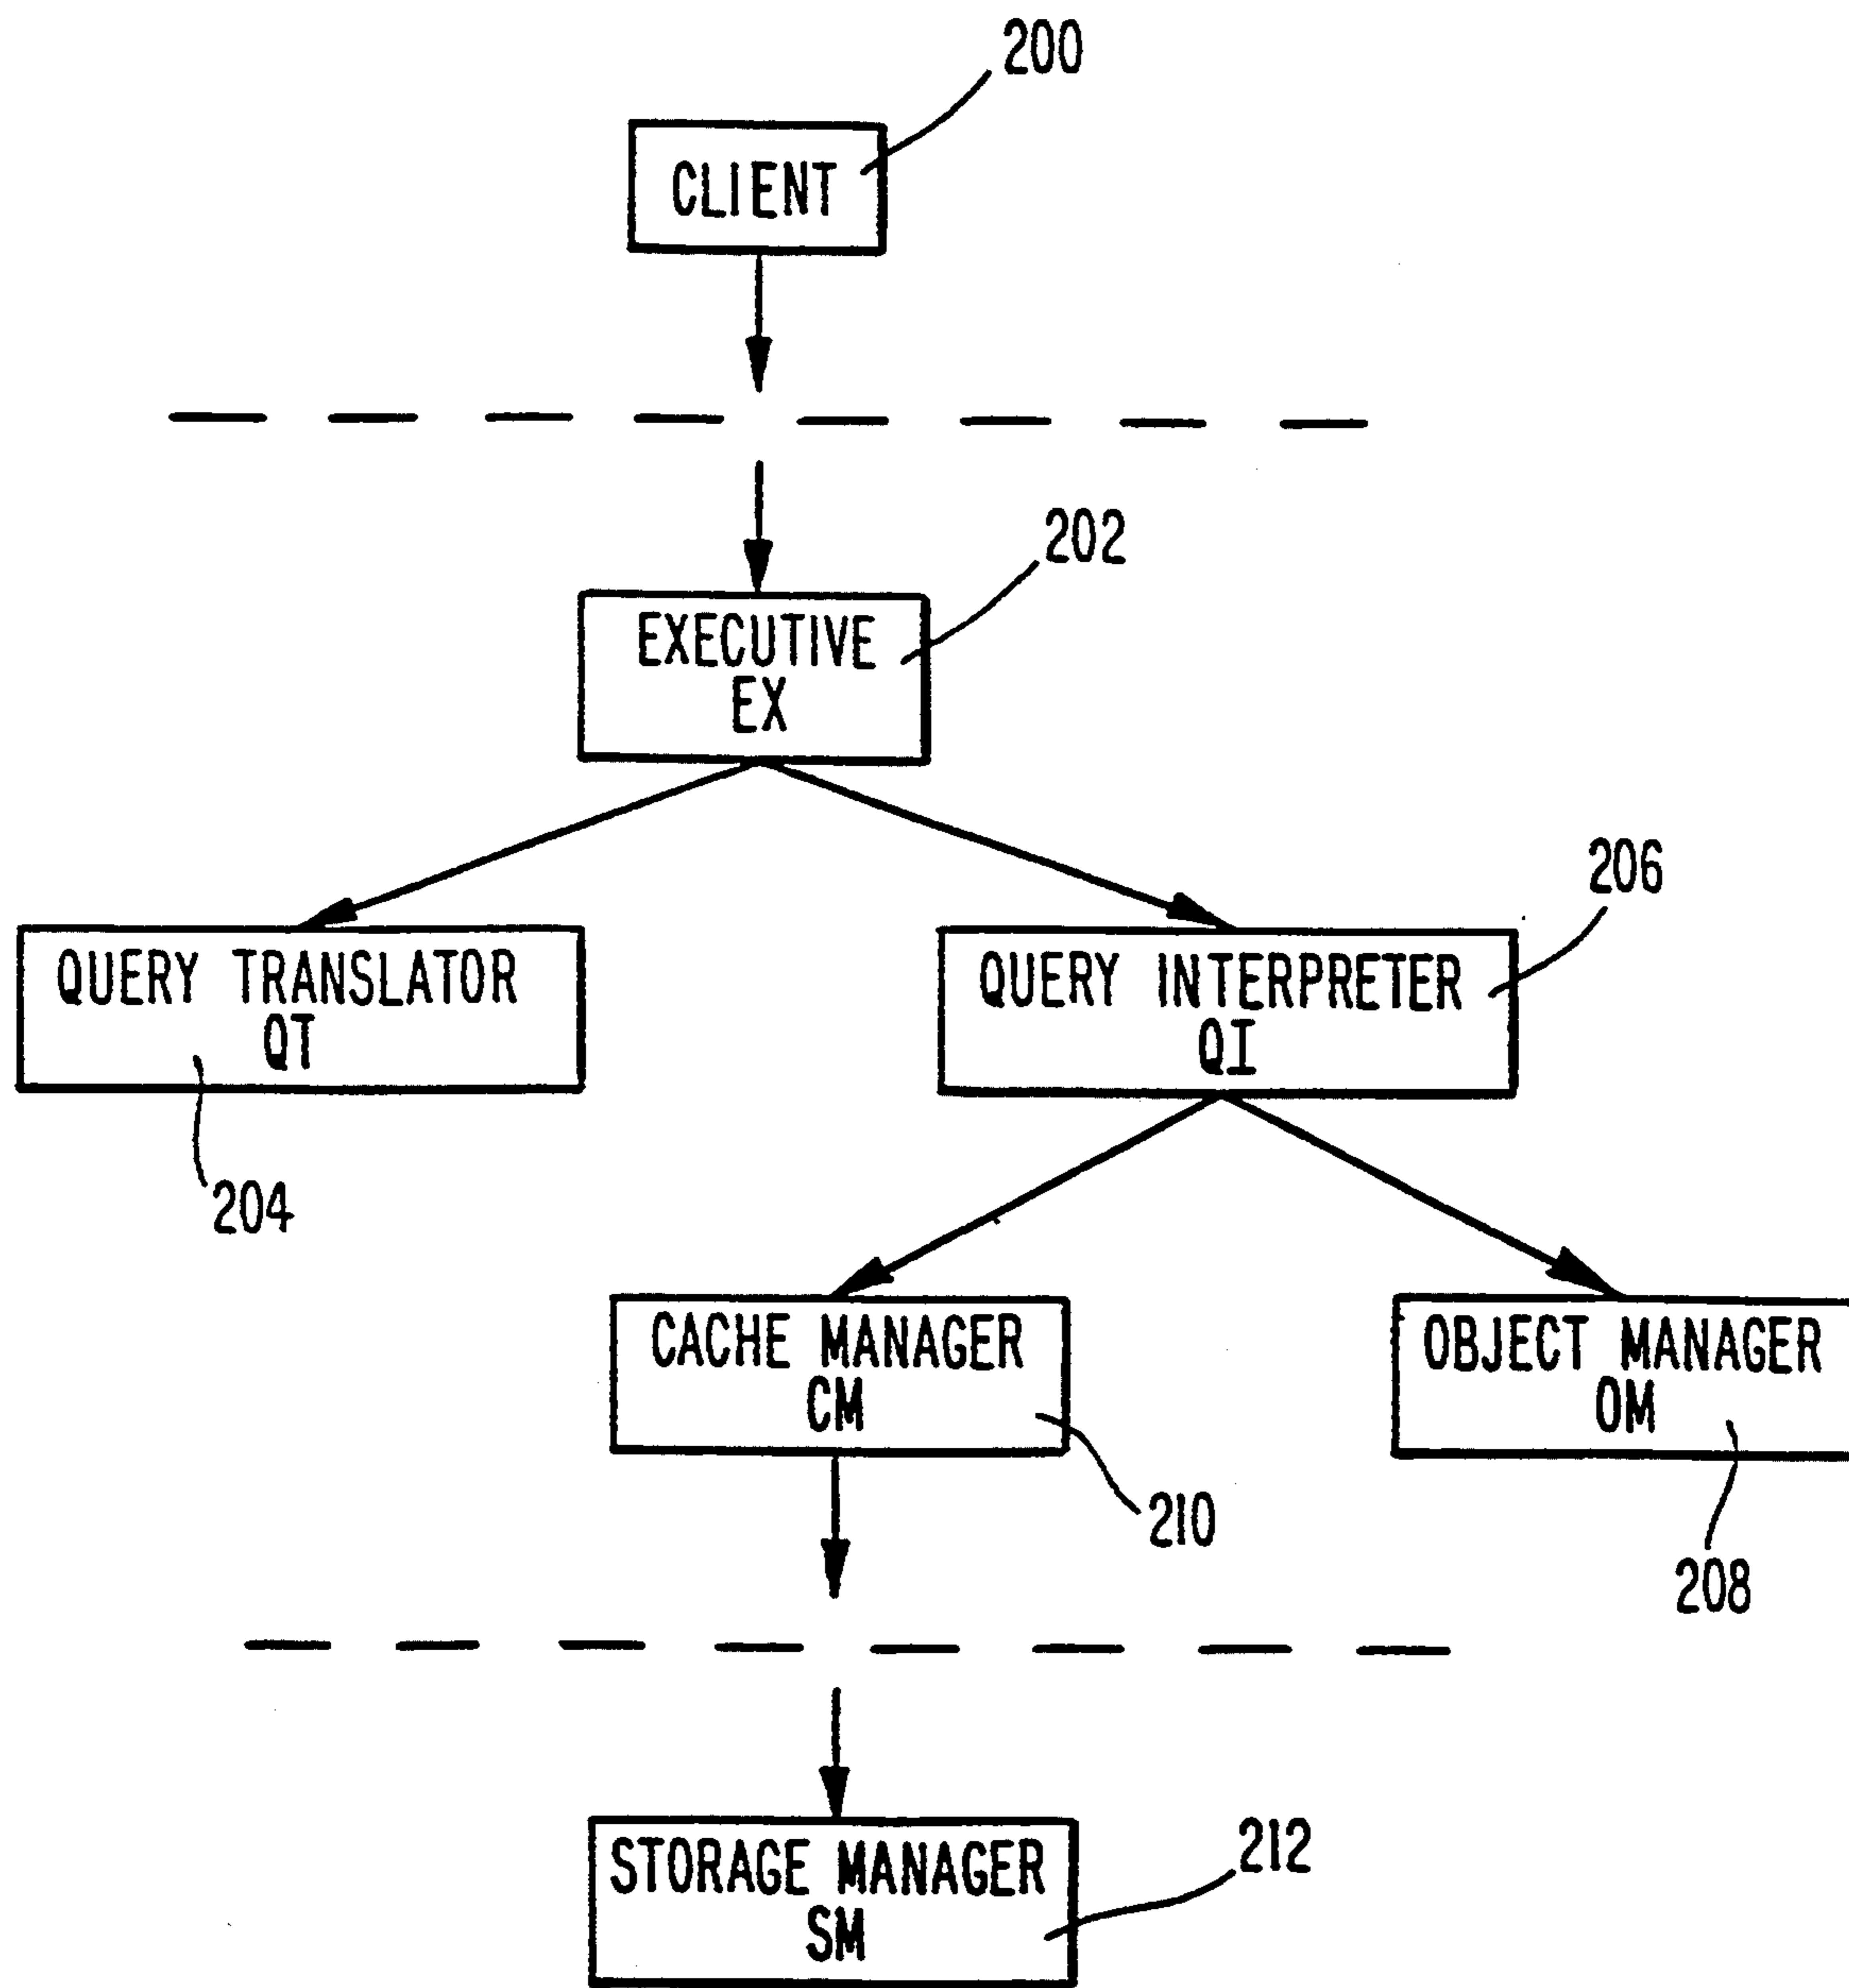 200
CLIENT
202
EXECUTIVE
EX
206
QUERY TRANSLATOR
QT
QUERY INTERPRETER
QI
204
CACHE MANAGER
CM
OBJECT MANAGER
OM
210
208
STORAGE MANAGER
SM
212